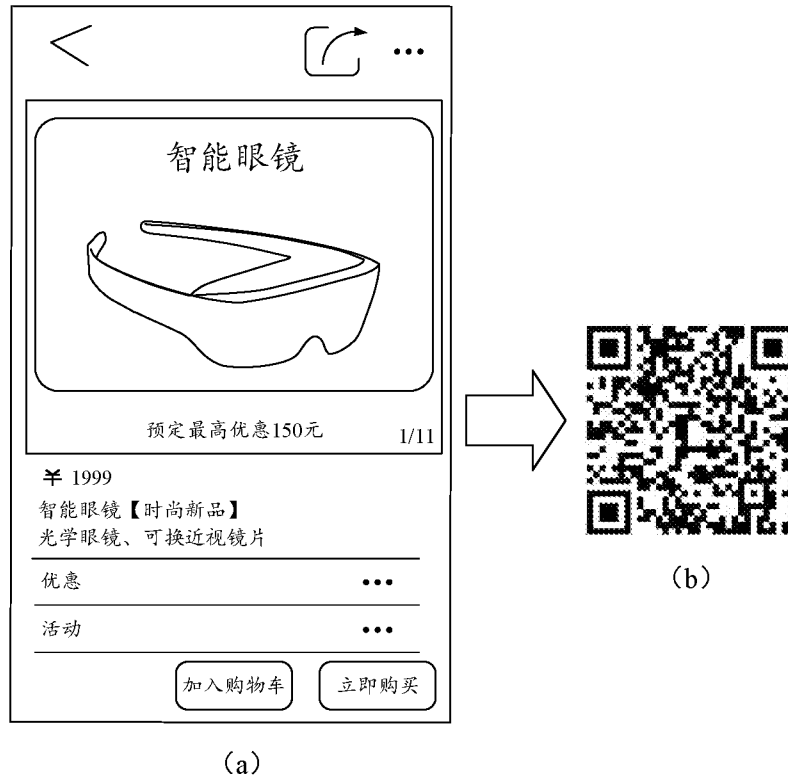 智能眼镜
预定最高优惠150元
1/11
¥ 1999
智能眼镜【时尚新品】
光学眼镜、可换近视镜片
优惠
活动
加入购物车
立即购买
(a)
(b)